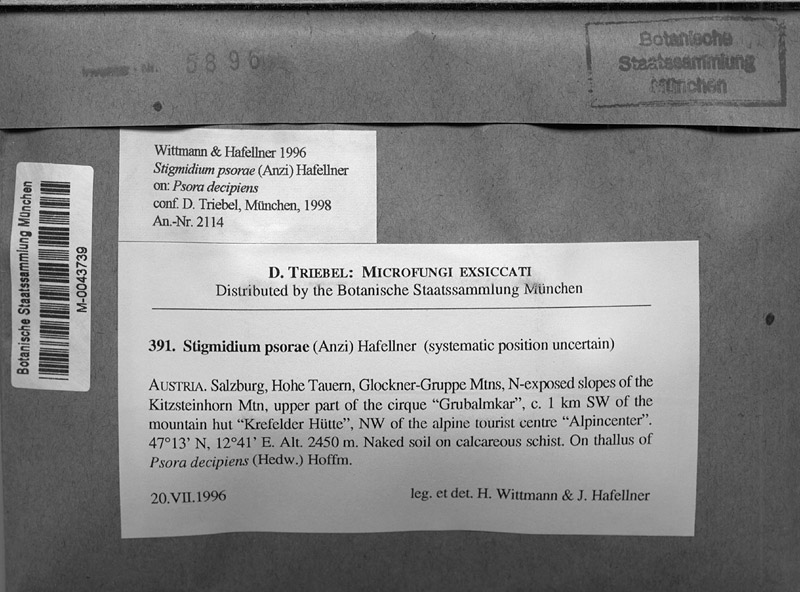 5896
Botanische
Staatssammlung
München
Wittmann & Hafellner 1996
Stigmidium psorae (Anzi) Hafellner
on: Psora decipiens
conf. D. Triebel, München, 1998
An.-Nr. 2114
Botanische Staatssammlung München
M-0043739
D. TRIEBEL: MICROFUNGI EXSICCATI
Distributed by the Botanische Staatssammlung München
391. Stigmidium psorae (Anzi) Hafellner (systematic position uncertain)
AUSTRIA. Salzburg, Hohe Tauern, Glockner-Gruppe Mtns, N-exposed slopes of the
Kitzsteinhorn Mtn, upper part of the cirque “Grubalmkar”, c. 1 km SW of the
mountain hut “Krefelder Hütte”, NW of the alpine tourist centre “Alpincenter”.
47°13’ N, 12°41’ E. Alt. 2450 m. Naked soil on calcareous schist. On thallus of
Psora decipiens (Hedw.) Hoffm.
20.VII.1996
leg. et det. H. Wittmann & J. Hafellner